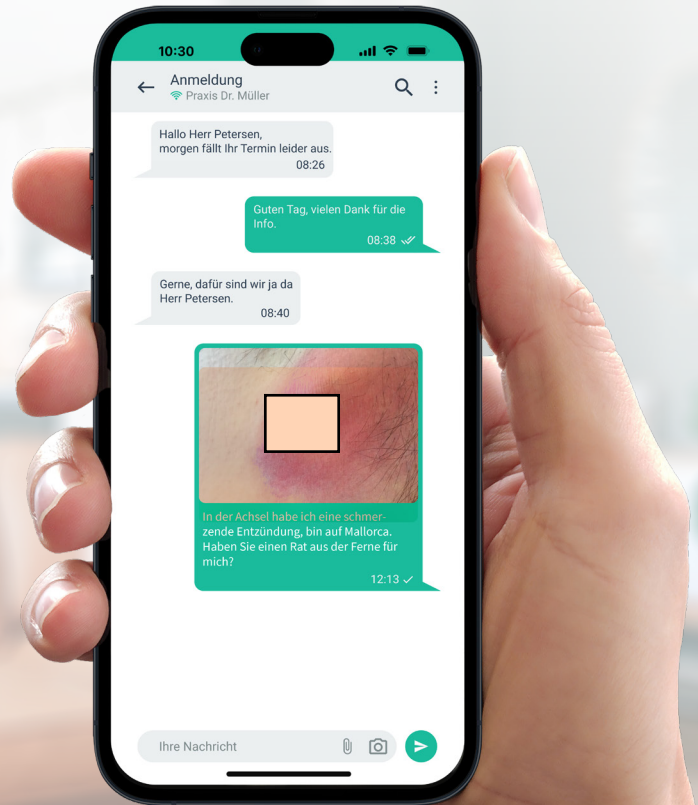 10:30
Anmeldung
Praxis Dr. Müller
Hallo Herr Petersen,
morgen fällt Ihr Termin leider aus.
08:26
Guten Tag, vielen Dank für die
Info.
08:38
Gerne, dafür sind wir ja da
Herr Petersen.
08:40
In der Achsel habe ich eine schmer-
zende Entzündung, bin auf Mallorca.
Haben Sie einen Rat aus der Ferne für
mich?
12:13
Ihre Nachricht